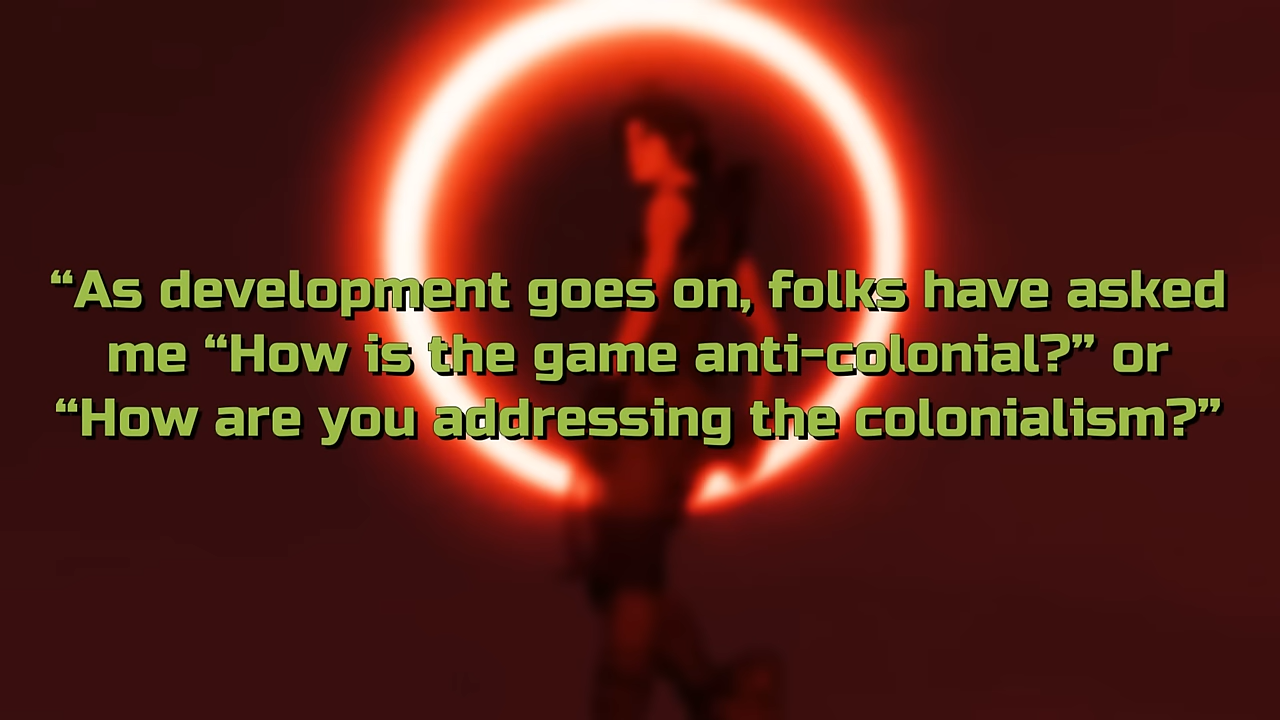 “As development goes on, folks have asked
me “How is the game anti-colonial?” or
“How are you addressing the colonialism?”